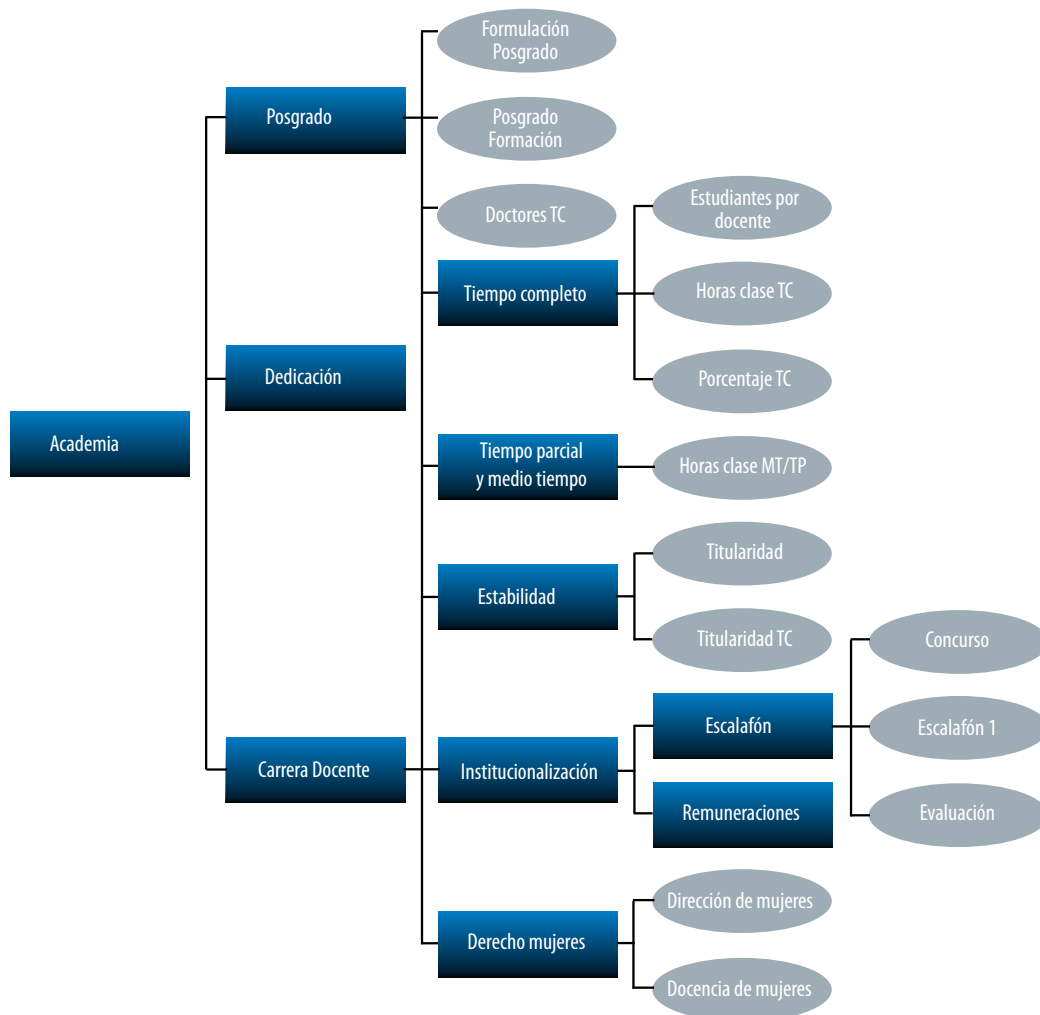 Formulación
Posgrado
Posgrado
Posgrado
Formación
Doctores TC
Estudiantes por
docente
Tiempo completo
Horas clase TC
Dedicación
Porcentaje TC
Academia
Tiempo parcial
y medio tiempo
Horas clase MT/TP
Titularidad
Estabilidad
Titularidad TC
Concurso
Escalafón
Escalafón 1
Carrera Docente
Institucionalización
Remuneraciones
Evaluación
Dirección de mujeres
Derecho mujeres
Docencia de mujeres